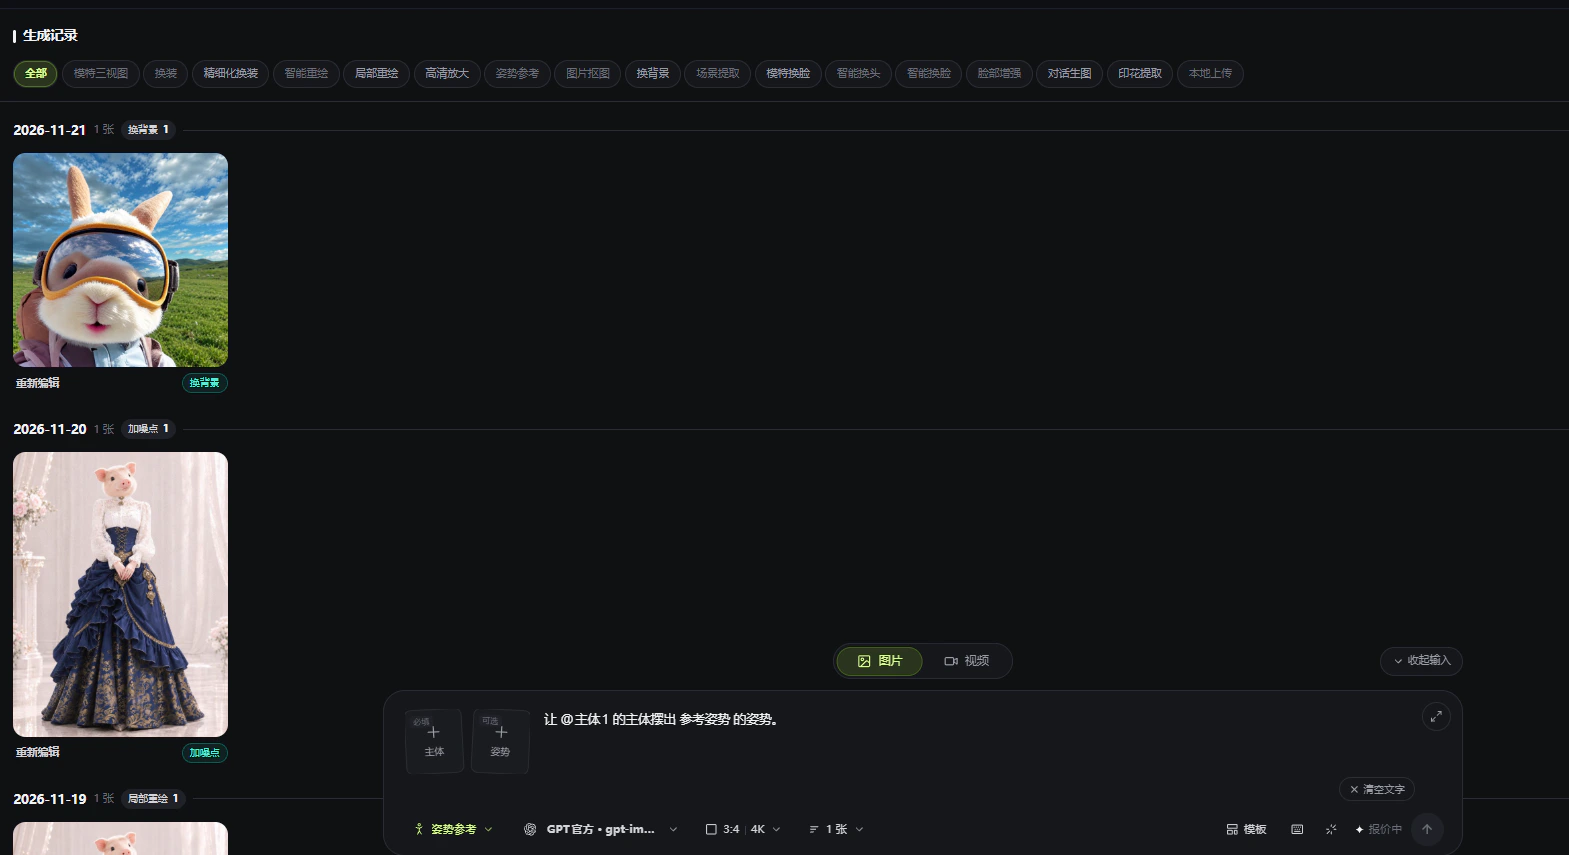 生成记录
全部 模特三视图 换装 精细化换装 智能重绘 局部重绘 高清放大 姿势参考 图片抠图 换背景 场景提取 模特换脸 智能换头 智能换脸 脸部增强 对话生图 印花提取 本地上传
2026-11-21 1 张 换背景 1
重新编辑 换背景
2026-11-20 1 张 加噪点 1
图片 视频 收起输入
必填 主体 可选 姿势
让 @主体1 的主体摆出 参考姿势 的姿势。
重新编辑 加噪点
清空文字
2026-11-19 1 张 局部重绘 1
姿势参考 GPT官方 • gpt-im... 3:4 4K 1 张 模板 报价中